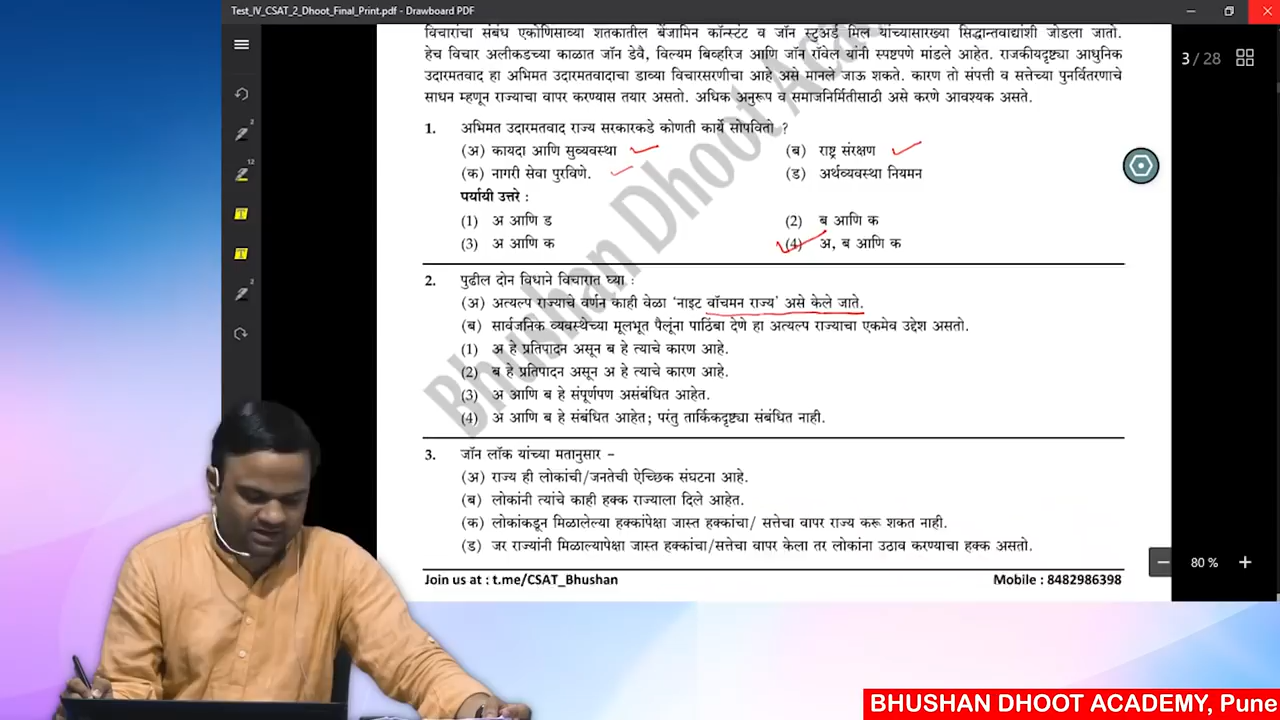 Test_IV_CSAT_2_Dhoot_Final_Print.pdf - Drawboard PDF
विचारांचा संबंध एकोणिसाव्या शतकातील बेंजामिन कॉन्स्टंट व जॉन स्टुअर्ड मिल यांच्यासारख्या सिद्धान्तवाद्यांशी जोडला जातो.
हेच विचार अलीकडच्या काळात जॉन डेवै, विल्यम बिव्हरिज आणि जॉन रॉवेल यांनी स्पष्टपणे मांडले आहेत. राजकीयदृष्ट्या आधुनिक
उदारमतवाद हा अभिमत उदारमतवादाचा डाव्या विचारसरणीचा आहे असे मानले जाऊ शकते. कारण तो संपत्ती व सत्तेच्या पुनर्वितरणाचे
साधन म्हणून राज्याचा वापर करण्यास तयार असतो. अधिक अनुरूप व समाजनिर्मितीसाठी असे करणे आवश्यक असते.
3 / 28
1. अभिमत उदारमतवाद राज्य सरकारकडे कोणती कार्ये सोपवितो ?
(अ) कायदा आणि सुव्यवस्था (ब) राष्ट्र संरक्षण
(क) नागरी सेवा पुरविणे. (ड) अर्थव्यवस्था नियमन
पर्यायी उत्तरे :
(1) अ आणि ड (2) ब आणि क
(3) अ आणि क (4) अ, ब आणि क
2. पुढील दोन विधाने विचारात घ्या :
(अ) अत्यल्प राज्याचे वर्णन काही वेळा ‘नाइट वॉचमन राज्य’ असे केले जाते.
(ब) सार्वजनिक व्यवस्थेच्या मूलभूत पैलूंना पाठिंबा देणे हा अत्यल्प राज्याचा एकमेव उद्देश असतो.
(1) अ हे प्रतिपादन असून ब हे त्याचे कारण आहे.
(2) ब हे प्रतिपादन असून अ हे त्याचे कारण आहे.
(3) अ आणि ब हे संपूर्णपण असंबंधित आहेत.
(4) अ आणि ब हे संबंधित आहेत; परंतु तार्किकदृष्ट्या संबंधित नाही.
3. जॉन लॉक यांच्या मतानुसार –
(अ) राज्य ही लोकांची/जनतेची ऐच्छिक संघटना आहे.
(ब) लोकांनी त्यांचे काही हक्क राज्याला दिले आहेत.
(क) लोकांकडून मिळालेल्या हक्कांपेक्षा जास्त हक्कांचा/ सत्तेचा वापर राज्य करू शकत नाही.
(ड) जर राज्यांनी मिळाल्यापेक्षा जास्त हक्कांचा/सत्तेचा वापर केला तर लोकांना उठाव करण्याचा हक्क असतो.
80 %
Join us at : t.me/CSAT_Bhushan Mobile : 8482986398
Bhushan Dhoot Aca
BHUSHAN DHOOT ACADEMY, Pune